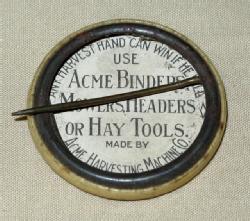 ANY HARVEST HAND CAN WIN IF HE
USE
ACME BINDERS,
MOWERS, HEADERS
OR HAY TOOLS.
MADE BY
ACME HARVESTING MACHINE CO.